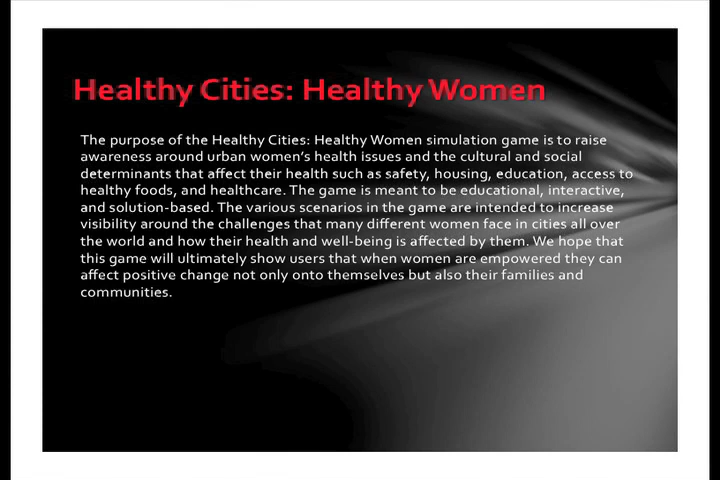 Healthy Cities: Healthy Women
The purpose of the Healthy Cities: Healthy Women simulation game is to raise
awareness around urban women’s health issues and the cultural and social
determinants that affect their health such as safety, housing, education, access to
healthy foods, and healthcare. The game is meant to be educational, interactive,
and solution-based. The various scenarios in the game are intended to increase
visibility around the challenges that many different women face in cities all over
the world and how their health and well-being is affected by them. We hope that
this game will ultimately show users that when women are empowered they can
affect positive change not only onto themselves but also their families and
communities.